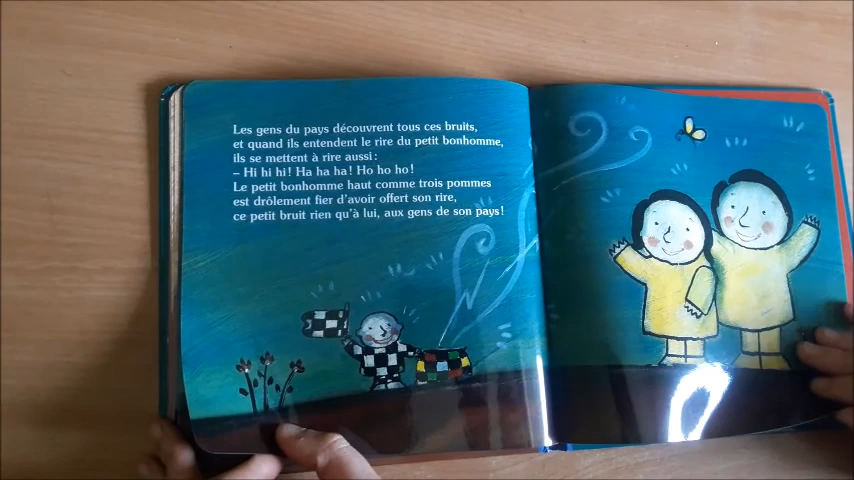 Les gens du pays découvrent tous ces bruits,
et quand ils entendent le rire du petit bonhomme,
ils se mettent à rire aussi :
– Hi hi hi! Ha ha ha! Ho ho ho!
Le petit bonhomme haut comme trois pommes
est drôlement fier d'avoir offert son rire,
ce petit bruit rien qu'à lui, aux gens de son pays!